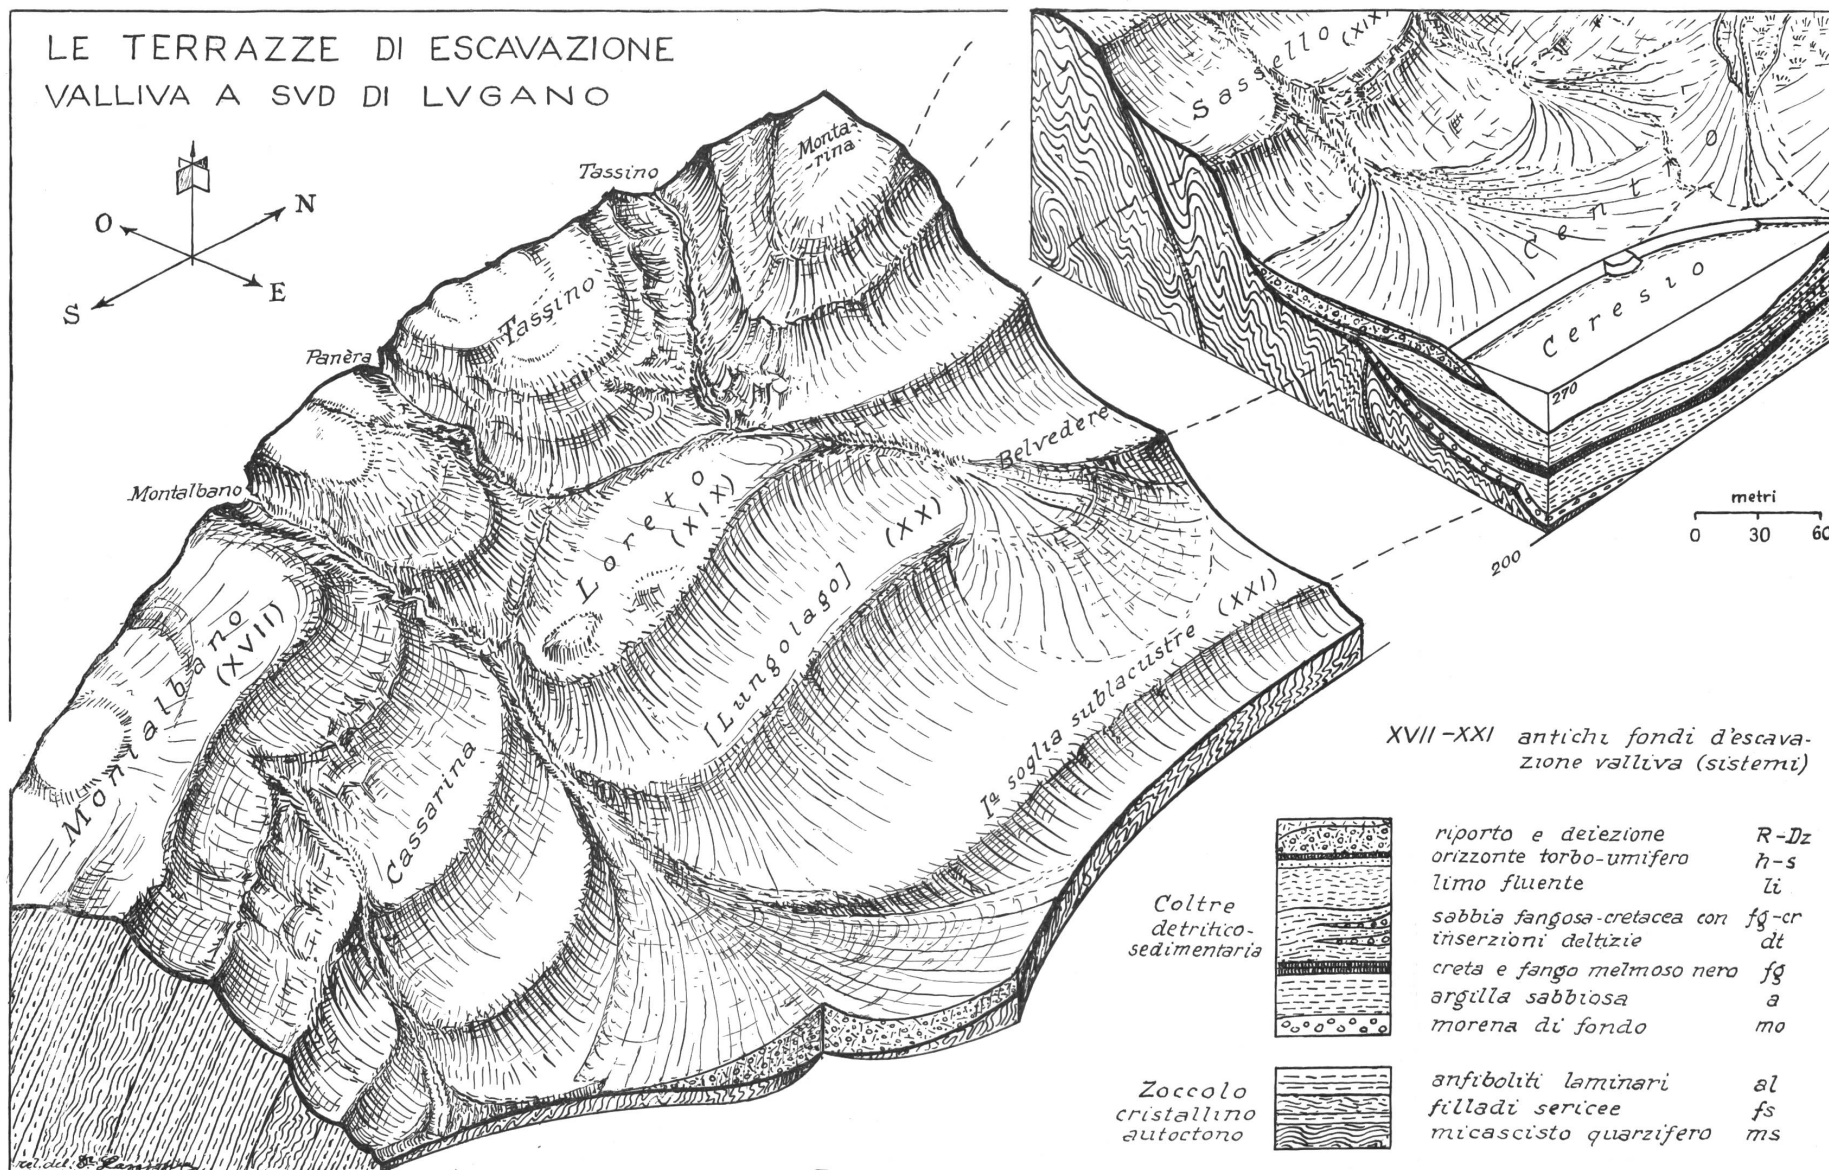 LE TERRAZZE DI ESCAVAZIONE
VALLIVA A SVD DI LVGANO
N
O
E
S
Monta-
rina
Tassino
Tassino
Panèra
Montalbano
Montalbano
(XVII)
Cassarina
Loreto
(XIX)
[Lungolago]
(XX)
Belvedere
Iª soglia sublacustre (XXI)
Sassello
(XIX)
Centro
Ceresio
270
200
metri
0 30 60
XVII-XXI antichi fondi d'escava-
zione valliva (sistemi)
Coltre
detritico-
sedimentaria
riporto e deiezione R-Dz
orizzonte torbo-umifero h-s
limo fluente li
sabbia fangosa-cretacea con fg-cr
inserzioni deltizie dt
creta e fango melmoso nero fg
argilla sabbiosa a
morena di fondo mo
Zoccolo
cristallino
autoctono
anfiboliti laminari al
filladi sericee fs
micascisto quarzifero ms
rel. del.